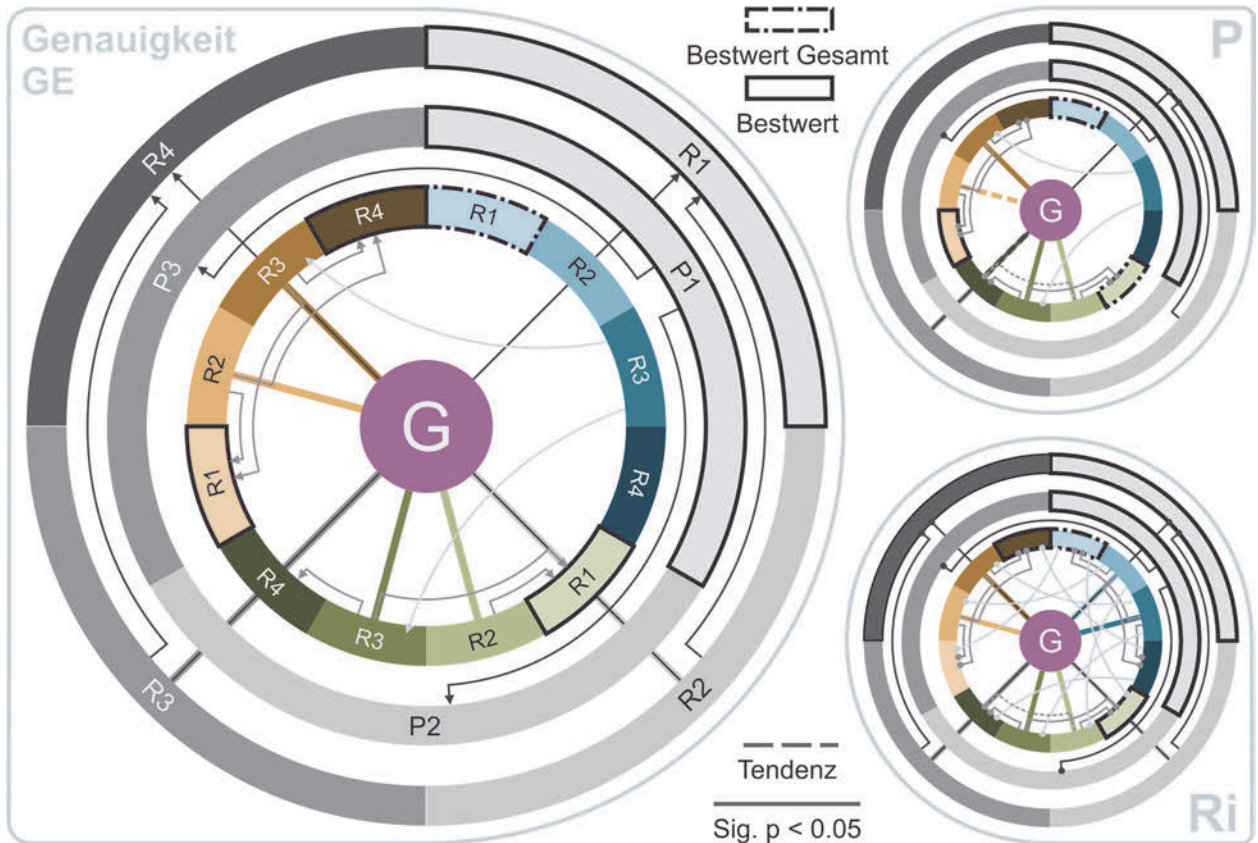 Genauigkeit
GE
Bestwert Gesamt
Bestwert
P
R4
R1
R4
R1
R3
R2
P3
P1
R2
R3
G
R1
R4
R4
R1
R3
R2
P2
R3
R2
G
G
Tendenz
Sig. p < 0.05
Ri